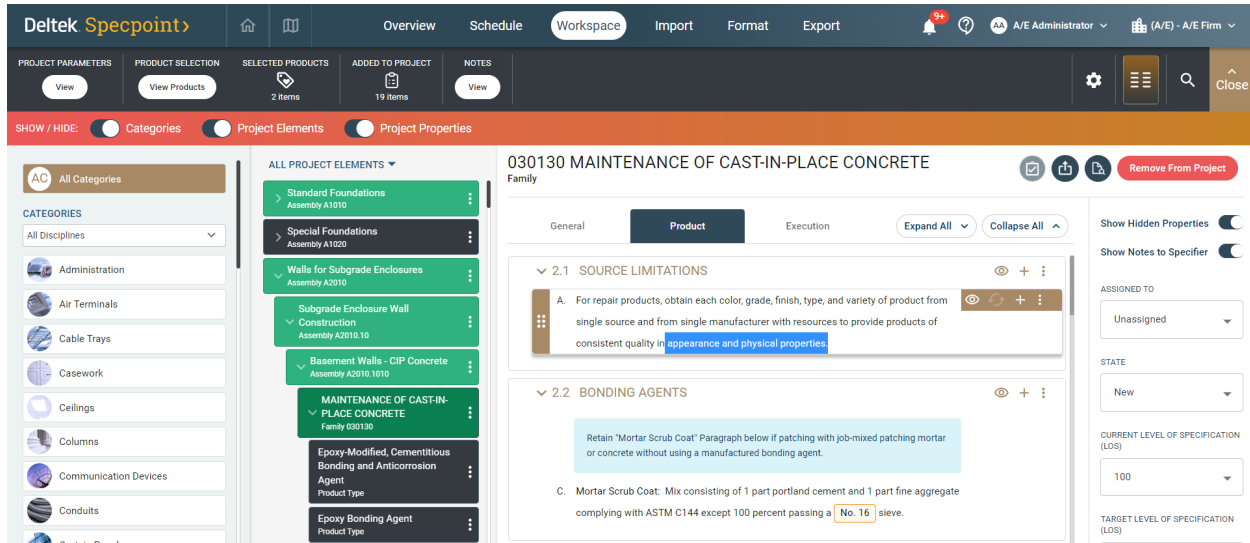 Deltek Specpoint
Overview
Schedule
Workspace
Import
Format
Export
9+
AA
A/E Administrator
(A/E) - A/E Firm
PROJECT PARAMETERS
View
PRODUCT SELECTION
View Products
SELECTED PRODUCTS
2 items
ADDED TO PROJECT
19 items
NOTES
View
Close
SHOW / HIDE:
Categories
Project Elements
Project Properties
AC
All Categories
CATEGORIES
All Disciplines
Administration
Air Terminals
Cable Trays
Casework
Ceilings
Columns
Communication Devices
Conduits
ALL PROJECT ELEMENTS
Standard Foundations
Assembly A1010
Special Foundations
Assembly A1020
Walls for Subgrade Enclosures
Assembly A2010
Subgrade Enclosure Wall
Construction
Assembly A2010.10
Basement Walls - CIP Concrete
Assembly A2010.1010
MAINTENANCE OF CAST-IN-
PLACE CONCRETE
Family 030130
Epoxy-Modified, Cementitious
Bonding and Anticorrosion
Agent
Product Type
Epoxy Bonding Agent
Product Type
030130 MAINTENANCE OF CAST-IN-PLACE CONCRETE
Family
Remove From Project
General
Product
Execution
Expand All
Collapse All
2.1 SOURCE LIMITATIONS
A. For repair products, obtain each color, grade, finish, type, and variety of product from
single source and from single manufacturer with resources to provide products of
consistent quality in appearance and physical properties.
2.2 BONDING AGENTS
Retain "Mortar Scrub Coat" Paragraph below if patching with job-mixed patching mortar
or concrete without using a manufactured bonding agent.
C. Mortar Scrub Coat: Mix consisting of 1 part portland cement and 1 part fine aggregate
complying with ASTM C144 except 100 percent passing a No. 16 sieve.
Show Hidden Properties
Show Notes to Specifier
ASSIGNED TO
Unassigned
STATE
New
CURRENT LEVEL OF SPECIFICATION
(LOS)
100
TARGET LEVEL OF SPECIFICATION
(LOS)